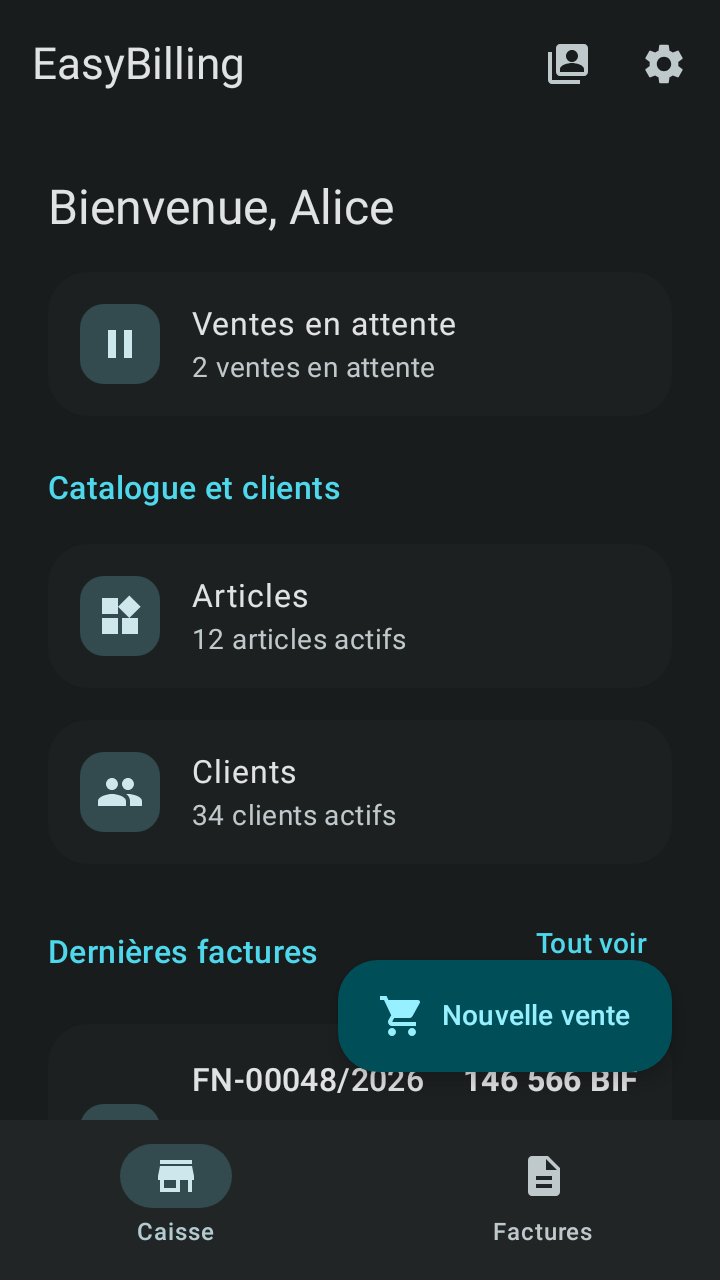 EasyBilling
Bienvenue, Alice
Ventes en attente
2 ventes en attente
Catalogue et clients
Articles
12 articles actifs
Clients
34 clients actifs
Dernières factures
Tout voir
Nouvelle vente
FN-00048/2026 146 566 BIF
Caisse
Factures